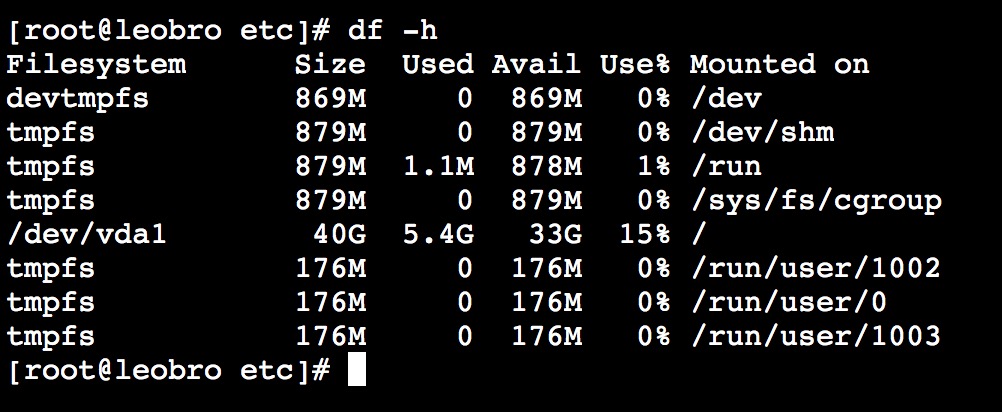 [root@leobro etc]# df -h
Filesystem      Size  Used Avail Use% Mounted on
devtmpfs        869M     0  869M   0% /dev
tmpfs           879M     0  879M   0% /dev/shm
tmpfs           879M  1.1M  878M   1% /run
tmpfs           879M     0  879M   0% /sys/fs/cgroup
/dev/vda1        40G  5.4G   33G  15% /
tmpfs           176M     0  176M   0% /run/user/1002
tmpfs           176M     0  176M   0% /run/user/0
tmpfs           176M     0  176M   0% /run/user/1003
[root@leobro etc]#